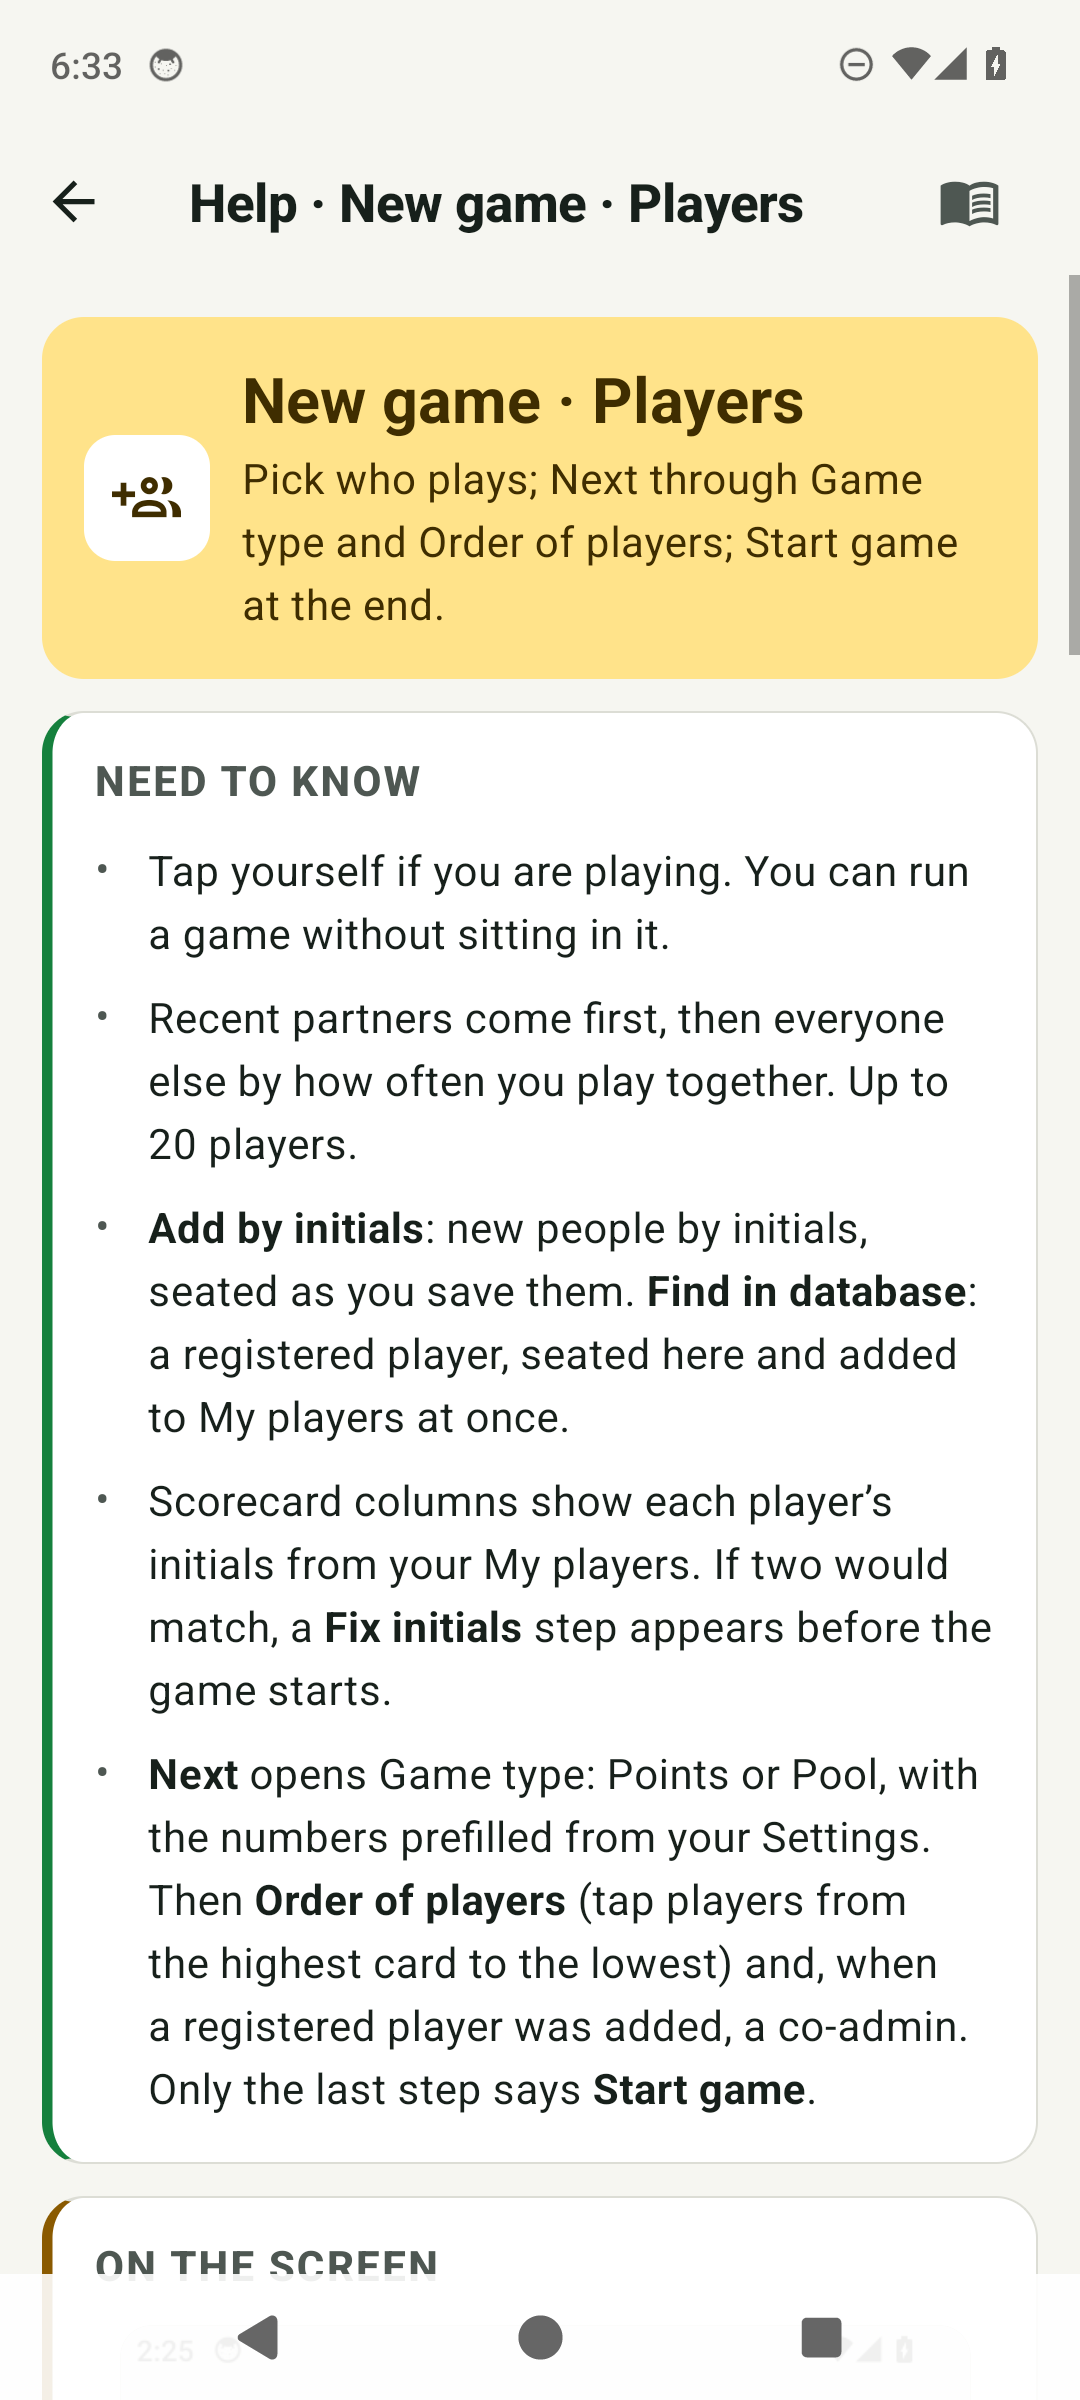 6:33
Help · New game · Players
New game · Players
Pick who plays; Next through Game
type and Order of players; Start game
at the end.
NEED TO KNOW
• Tap yourself if you are playing. You can run
a game without sitting in it.
• Recent partners come first, then everyone
else by how often you play together. Up to
20 players.
• Add by initials: new people by initials,
seated as you save them. Find in database:
a registered player, seated here and added
to My players at once.
• Scorecard columns show each player’s
initials from your My players. If two would
match, a Fix initials step appears before the
game starts.
• Next opens Game type: Points or Pool, with
the numbers prefilled from your Settings.
Then Order of players (tap players from
the highest card to the lowest) and, when
a registered player was added, a co-admin.
Only the last step says Start game.
ON THE SCREEN
2:25